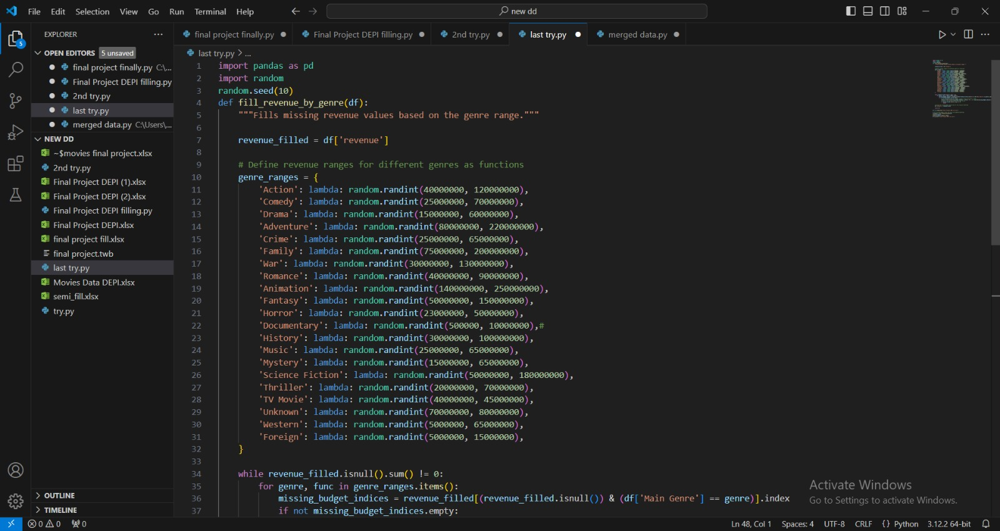 File Edit Selection View Go Run Terminal Help
new dd
EXPLORER
OPEN EDITORS 5 unsaved
final project finally.py C:\...
Final Project DEPI filling.py
2nd try.py
last try.py
merged data.py C:\Users\...
NEW DD
~$movies final project.xlsx
2nd try.py
Final Project DEPI (1).xlsx
Final Project DEPI (2).xlsx
Final Project DEPI filling.py
Final Project DEPI.xlsx
final project fill.xlsx
final project.twb
last try.py
Movies Data DEPI.xlsx
semi_fill.xlsx
try.py
OUTLINE
TIMELINE
5
final project finally.py Final Project DEPI filling.py 2nd try.py last try.py merged data.py
last try.py > ...
1 import pandas as pd
2 import random
3 random.seed(10)
4 def fill_revenue_by_genre(df):
5 """Fills missing revenue values based on the genre range."""
6
7 revenue_filled = df['revenue']
8
9 # Define revenue ranges for different genres as functions
10 genre_ranges = {
11 'Action': lambda: random.randint(40000000, 120000000),
12 'Comedy': lambda: random.randint(25000000, 70000000),
13 'Drama': lambda: random.randint(15000000, 60000000),
14 'Adventure': lambda: random.randint(80000000, 220000000),
15 'Crime': lambda: random.randint(25000000, 65000000),
16 'Family': lambda: random.randint(75000000, 200000000),
17 'War': lambda: random.randint(30000000, 130000000),
18 'Romance': lambda: random.randint(40000000, 90000000),
19 'Animation': lambda: random.randint(140000000, 250000000),
20 'Fantasy': lambda: random.randint(50000000, 150000000),
21 'Horror': lambda: random.randint(23000000, 50000000),
22 'Documentary': lambda: random.randint(500000, 10000000),#
23 'History': lambda: random.randint(30000000, 100000000),
24 'Music': lambda: random.randint(25000000, 65000000),
25 'Mystery': lambda: random.randint(15000000, 65000000),
26 'Science Fiction': lambda: random.randint(50000000, 180000000),
27 'Thriller': lambda: random.randint(20000000, 70000000),
28 'TV Movie': lambda: random.randint(40000000, 45000000),
29 'Unknown': lambda: random.randint(70000000, 80000000),
30 'Western': lambda: random.randint(5000000, 65000000),
31 'Foreign': lambda: random.randint(5000000, 15000000),
32 }
33
34 while revenue_filled.isnull().sum() != 0:
35 for genre, func in genre_ranges.items():
36 missing_budget_indices = revenue_filled[(revenue_filled.isnull()) & (df['Main Genre'] == genre)].index
37 if not missing_budget_indices.empty:
Activate Windows
Go to Settings to activate Windows.
0 0 0 Ln 48, Col 1 Spaces: 4 UTF-8 CRLF {} Python 3.12.2 64-bit